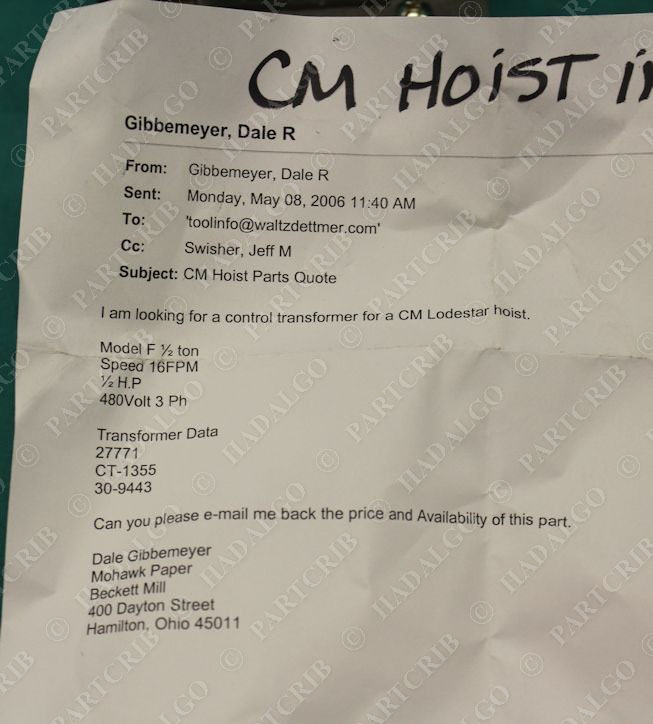 CM HOIST
Gibbemeyer, Dale R
From: Gibbemeyer, Dale R
Sent: Monday, May 08, 2006 11:40 AM
To: 'toolinfo@waltzdettmer.com'
Cc: Swisher, Jeff M
Subject: CM Hoist Parts Quote
I am looking for a control transformer for a CM Lodestar hoist.
Model F ½ ton
Speed 16FPM
½ H.P
480Volt 3 Ph
Transformer Data
27771
CT-1355
30-9443
Can you please e-mail me back the price and Availability of this part.
Dale Gibbemeyer
Mohawk Paper
Beckett Mill
400 Dayton Street
Hamilton, Ohio 45011
© PARTCRIB
© HADALGO